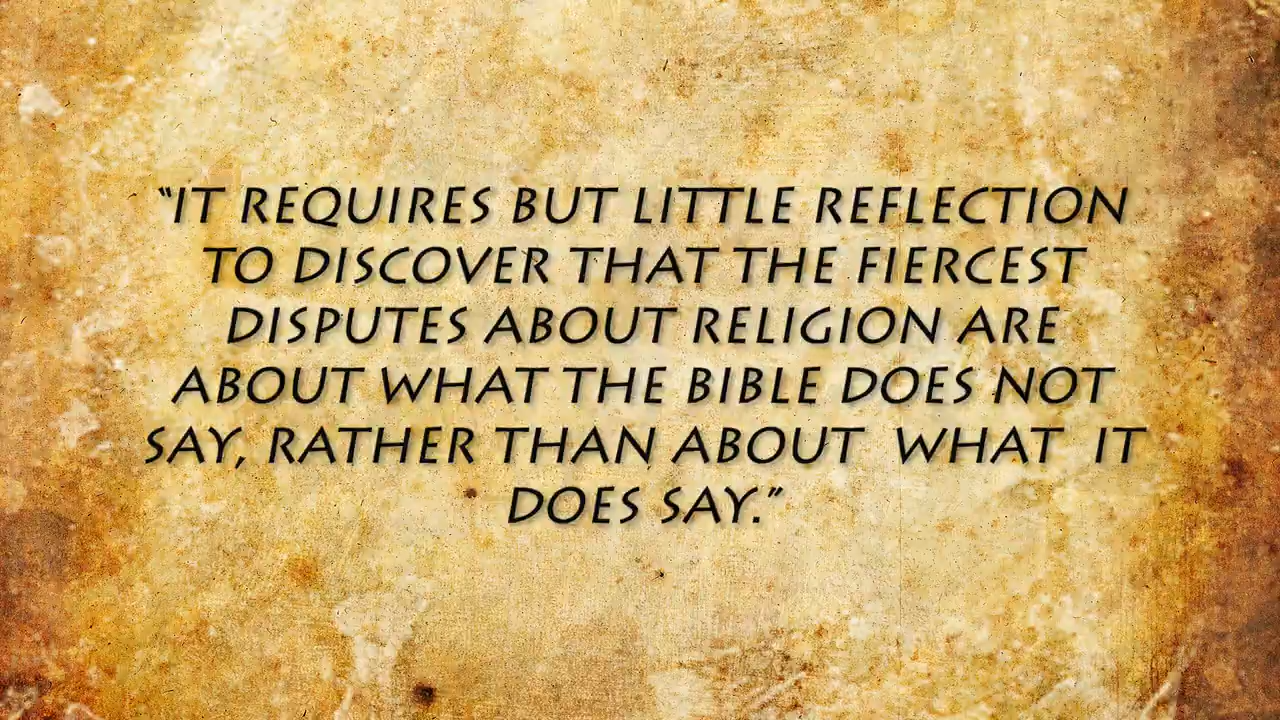 “IT REQUIRES BUT LITTLE REFLECTION
TO DISCOVER THAT THE FIERCEST
DISPUTES ABOUT RELIGION ARE
ABOUT WHAT THE BIBLE DOES NOT
SAY, RATHER THAN ABOUT  WHAT  IT
DOES SAY.”